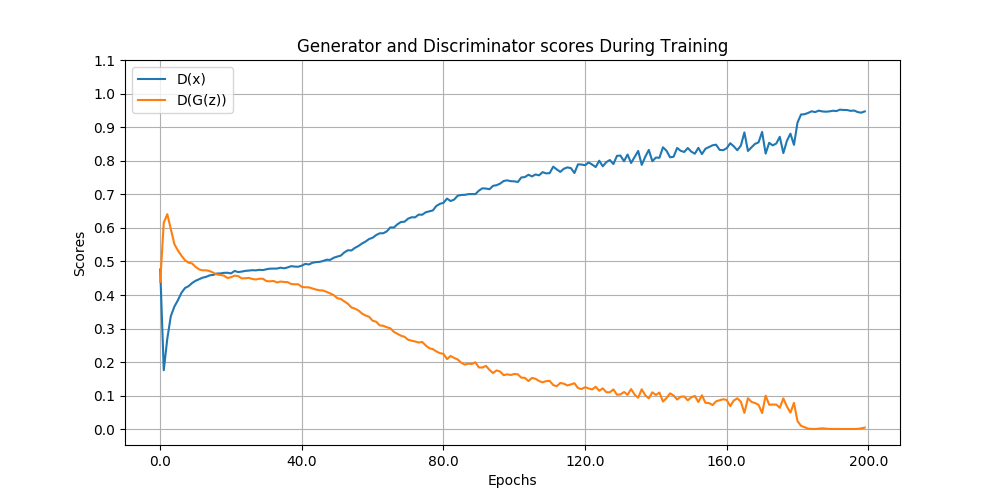 Generator and Discriminator scores During Training
D(x)
D(G(z))
Scores
1.1
1.0
0.9
0.8
0.7
0.6
0.5
0.4
0.3
0.2
0.1
0.0
0.0 40.0 80.0 120.0 160.0 200.0
Epochs